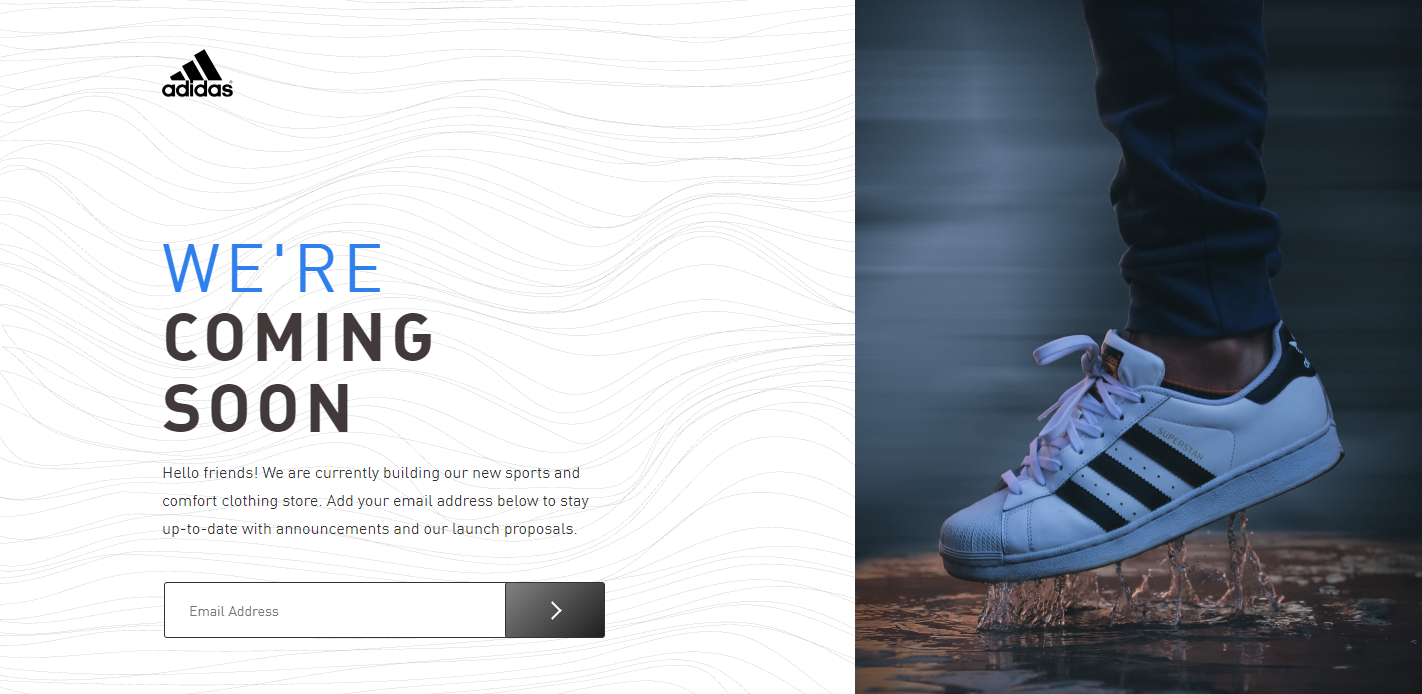 adidas
WE'RE
COMING
SOON
Hello friends! We are currently building our new sports and
comfort clothing store. Add your email address below to stay
up-to-date with announcements and our launch proposals.
Email Address
SUPERSTAR